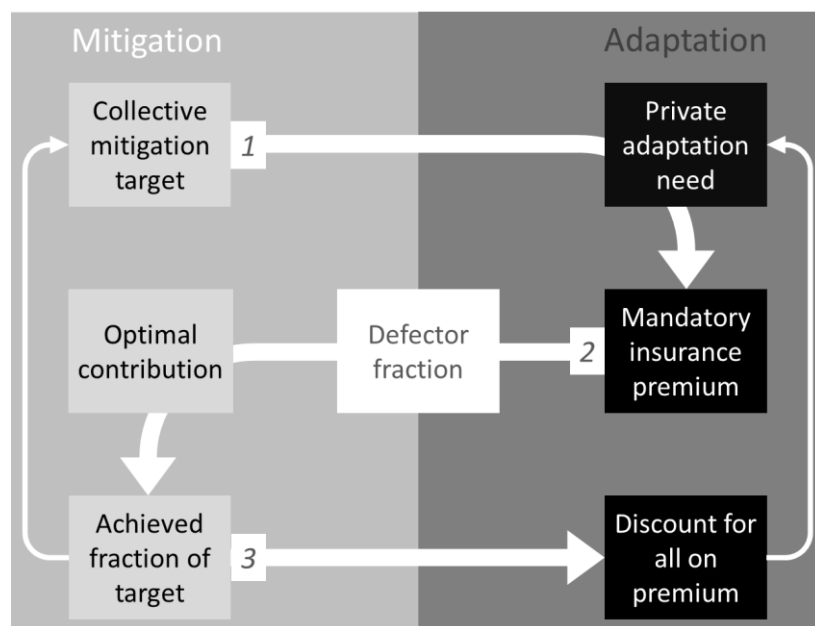 Mitigation
Adaptation
Collective
mitigation
target
1
Private
adaptation
need
Optimal
contribution
Defector
fraction
2
Mandatory
insurance
premium
Achieved
fraction of
target
3
Discount for
all on
premium